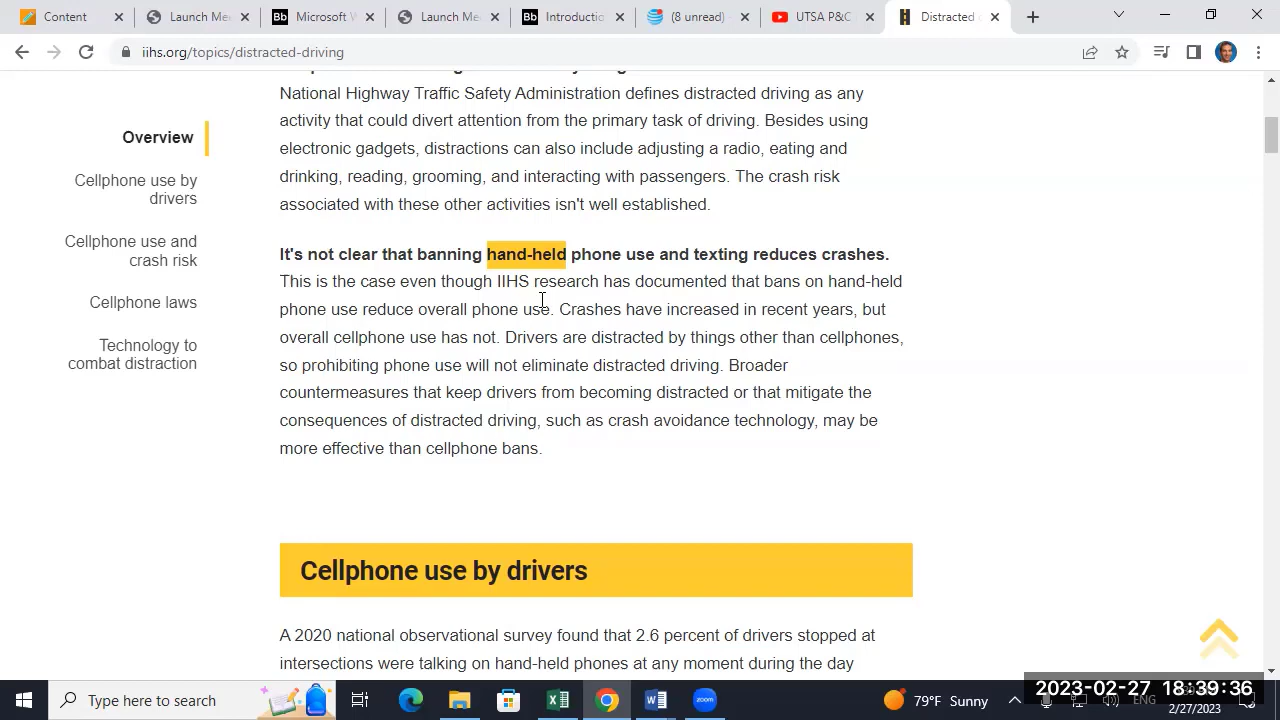 Content
Launch Me
Microsoft W
Launch Me
Introductio
(8 unread)
UTSA P&C
Distracted
iihs.org/topics/distracted-driving
Overview
Cellphone use by
drivers
Cellphone use and
crash risk
Cellphone laws
Technology to
combat distraction
National Highway Traffic Safety Administration defines distracted driving as any
activity that could divert attention from the primary task of driving. Besides using
electronic gadgets, distractions can also include adjusting a radio, eating and
drinking, reading, grooming, and interacting with passengers. The crash risk
associated with these other activities isn't well established.
It's not clear that banning hand-held phone use and texting reduces crashes.
This is the case even though IIHS research has documented that bans on hand-held
phone use reduce overall phone use. Crashes have increased in recent years, but
overall cellphone use has not. Drivers are distracted by things other than cellphones,
so prohibiting phone use will not eliminate distracted driving. Broader
countermeasures that keep drivers from becoming distracted or that mitigate the
consequences of distracted driving, such as crash avoidance technology, may be
more effective than cellphone bans.
Cellphone use by drivers
A 2020 national observational survey found that 2.6 percent of drivers stopped at
intersections were talking on hand-held phones at any moment during the day
Type here to search
zoom
79°F Sunny
ENG
2023-02-27 18:39:36
2/27/2023